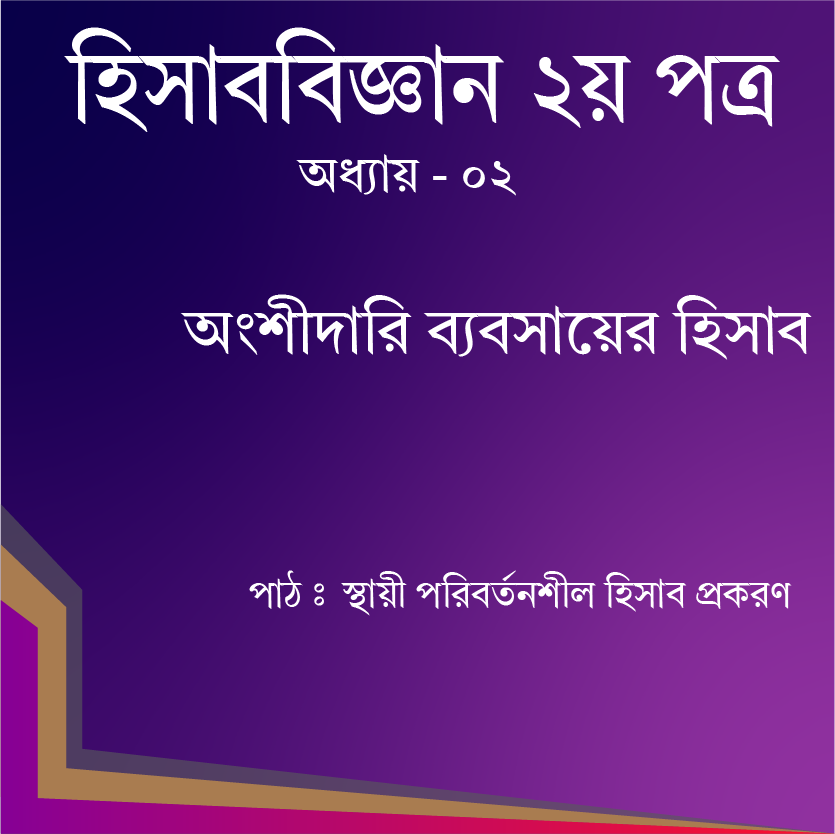 হিসাববিজ্ঞান ২য় পত্র
অধ্যায় - ০২
অংশীদারি ব্যবসায়ের হিসাব
পাঠ ঃ স্থায়ী পরিবর্তনশীল হিসাব প্রকরণ